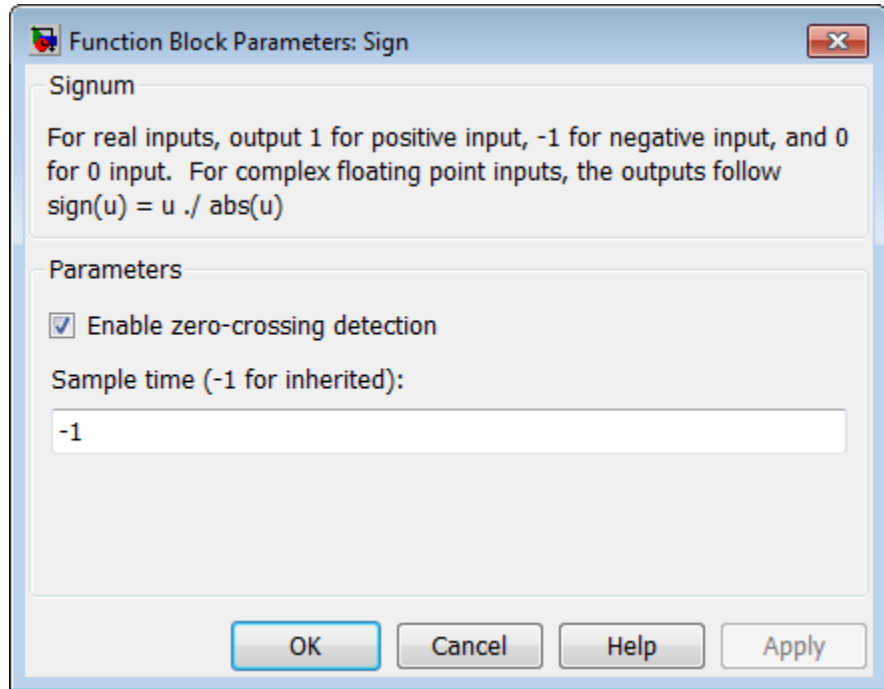 Function Block Parameters: Sign
Signum
For real inputs, output 1 for positive input, -1 for negative input, and 0
for 0 input.  For complex floating point inputs, the outputs follow
sign(u) = u ./ abs(u)
Parameters
Enable zero-crossing detection
Sample time (-1 for inherited):
-1
OK Cancel Help Apply